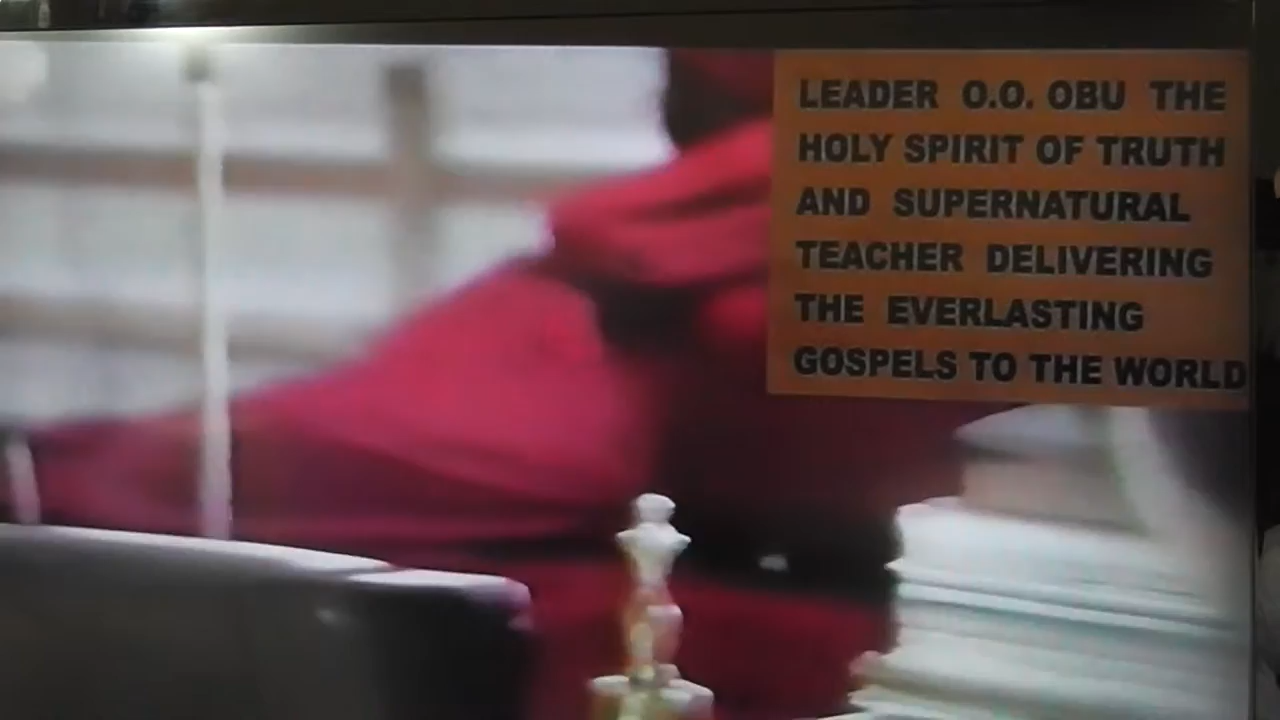 LEADER O.O. OBU THE
HOLY SPIRIT OF TRUTH
AND SUPERNATURAL
TEACHER DELIVERING
THE EVERLASTING
GOSPELS TO THE WORLD